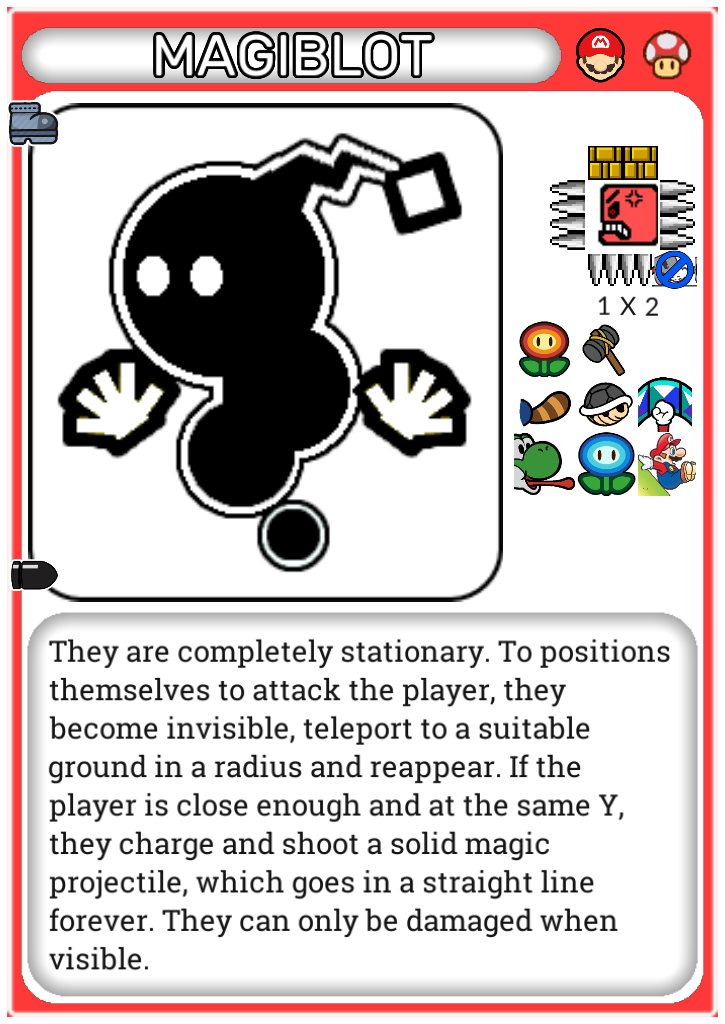 MAGIBLOT
1 X 2
They are completely stationary. To positions
themselves to attack the player, they
become invisible, teleport to a suitable
ground in a radius and reappear. If the
player is close enough and at the same Y,
they charge and shoot a solid magic
projectile, which goes in a straight line
forever. They can only be damaged when
visible.